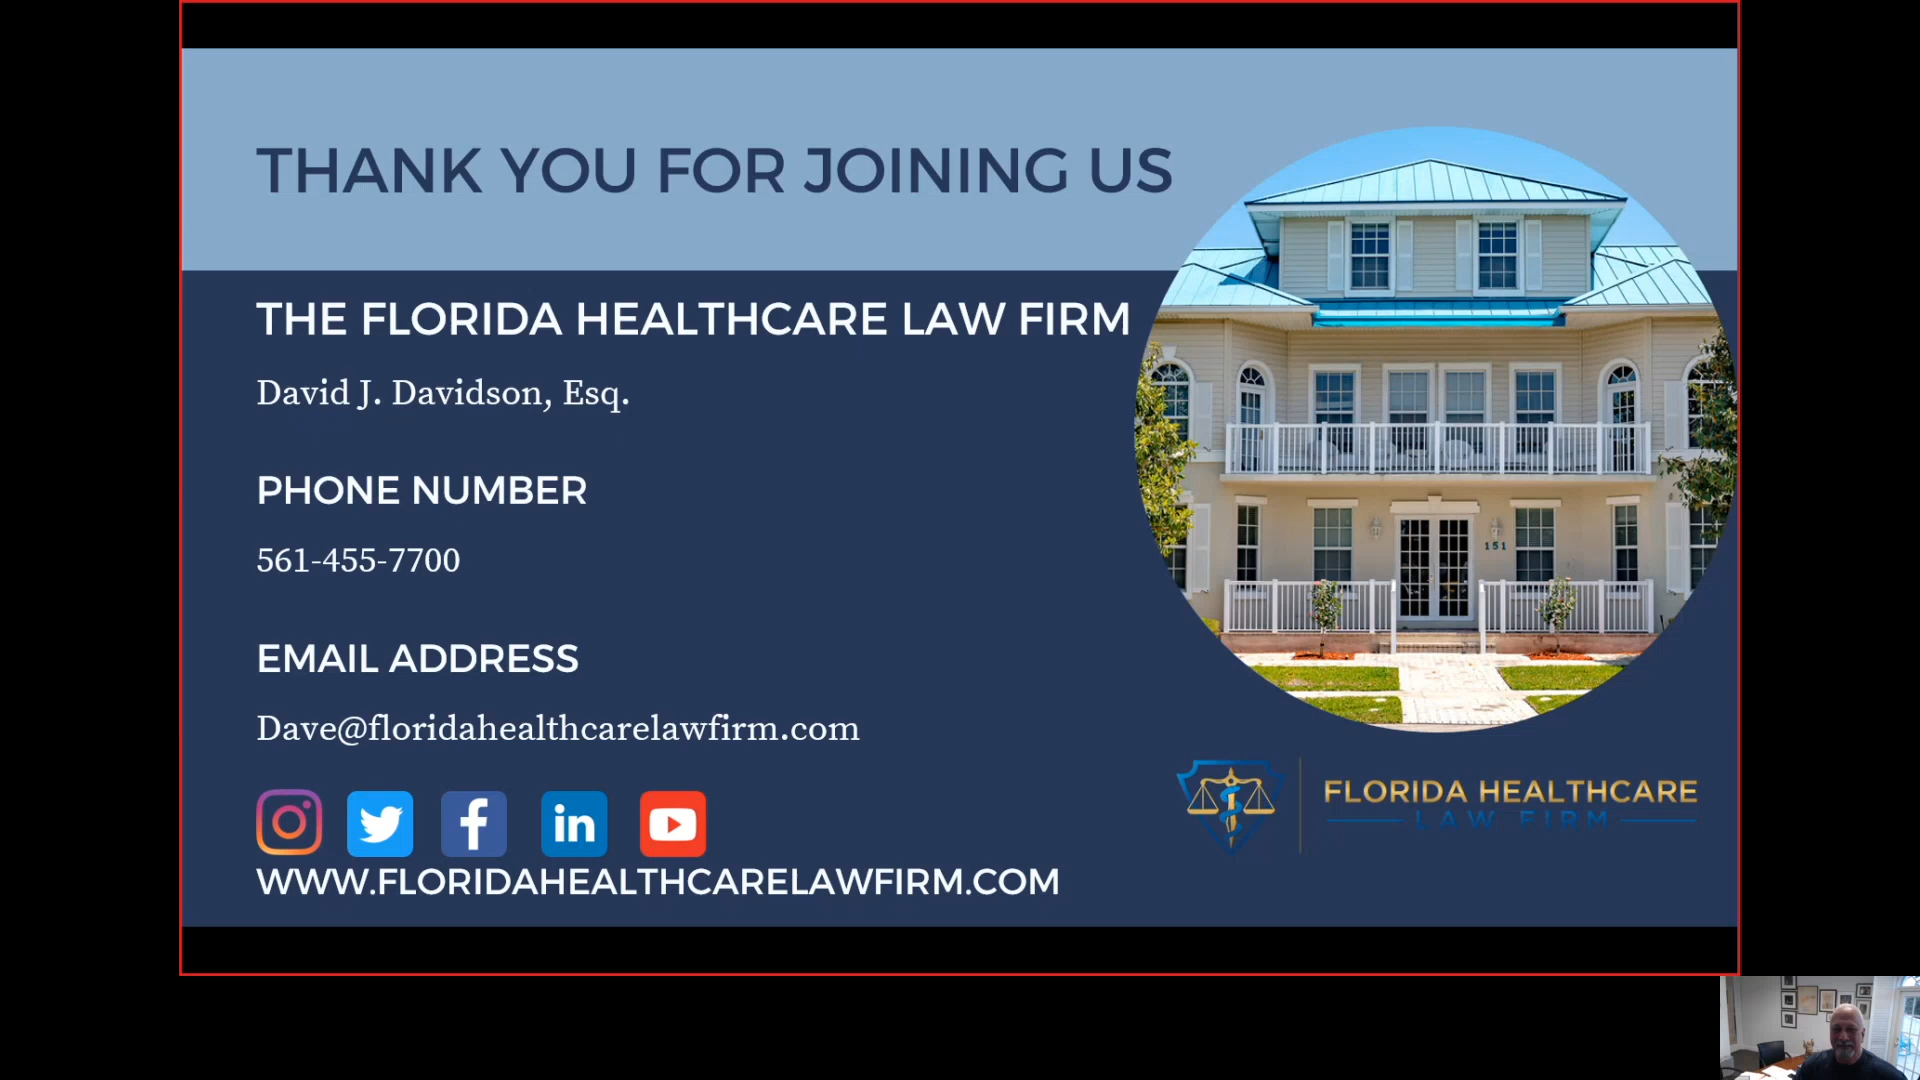 THANK YOU FOR JOINING US
THE FLORIDA HEALTHCARE LAW FIRM
David J. Davidson, Esq.
PHONE NUMBER
561-455-7700
EMAIL ADDRESS
Dave@floridahealthcarelawfirm.com
in
WWW.FLORIDAHEALTHCARELAWFIRM.COM
151
FLORIDA HEALTHCARE
LAW FIRM